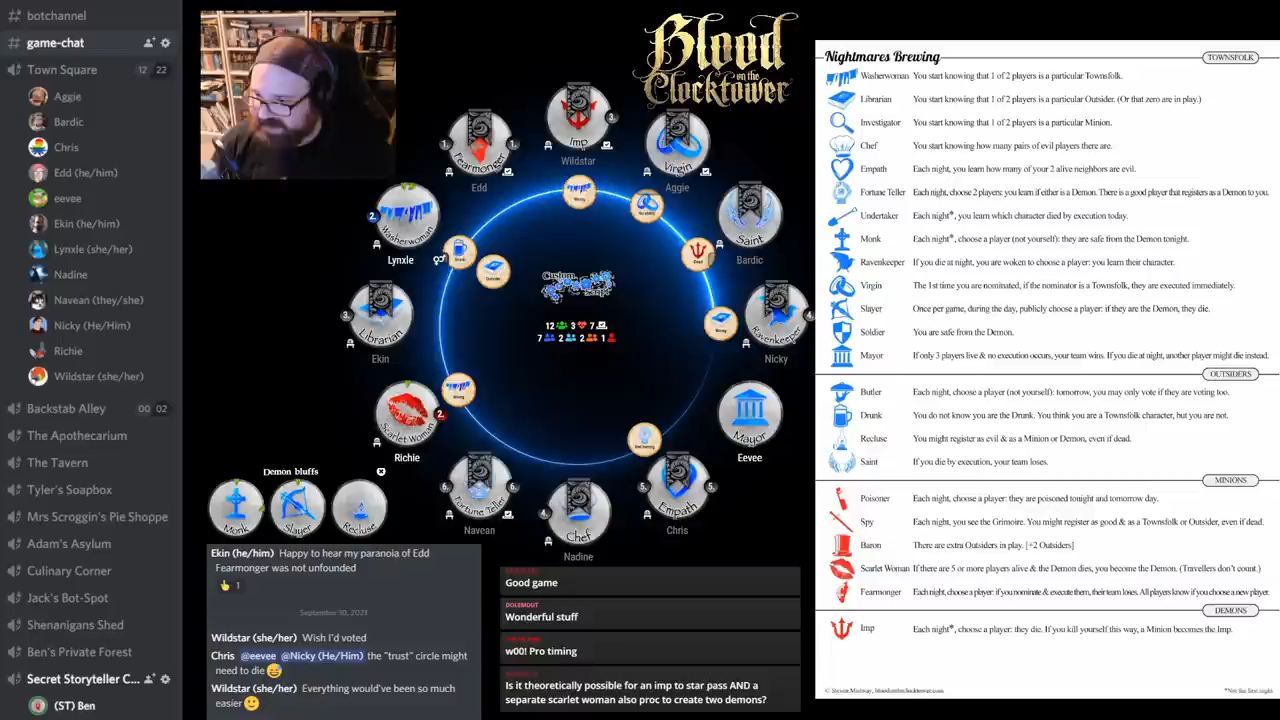 # botchannel
# game-chat
Town Square 12 22
Aggie
Bardic
Chris
Edd (he/him)
eevee
Ekin (he/him)
Lynxle (she/her)
Nadine
Navean (they/she)
Nicky (He/Him)
Richie
Wildstar (she/her)
Backstab Alley 00 02
The Apothecarium
The Tavern
Tyler's Soapbox
Mrs Scroggin's Pie Shoppe
Adam's Asylum
Culinary Corner
Jack's Bot-Spot
Shenanigans Shed
Ben's Private Forest
Secret Storyteller C...
(ST) Ben
Blood
on the
Clocktower
Fearmonger
Edd
Imp
Wildstar
Virgin
Aggie
Saint
Bardic
Ravenkeeper
Nicky
Mayor
Eevee
Empath
Chris
Chef
Nadine
Fortune Teller
Navean
Scarlet Woman
Richie
Librarian
Ekin
Washerwoman
Lynxle
Custom
Script
12 3 7
7 2 2 1
Demon bluffs
Monk
Slayer
Recluse
Ekin (he/him) Happy to hear my paranoia of Edd
Fearmonger was not unfounded
1
September 10, 2021
Wildstar (she/her) Wish I'd voted
Chris @eevee @Nicky (He/Him) the "trust" circle might
need to die
Wildstar (she/her) Everything would've been so much
easier
Good game
DOLEMDUT
Wonderful stuff
w00! Pro timing
Is it theoretically possible for an imp to star pass AND a
separate scarlet woman also proc to create two demons?
Nightmares Brewing
TOWNSFOLK
Washerwoman You start knowing that 1 of 2 players is a particular Townsfolk.
Librarian You start knowing that 1 of 2 players is a particular Outsider. (Or that zero are in play.)
Investigator You start knowing that 1 of 2 players is a particular Minion.
Chef You start knowing how many pairs of evil players there are.
Empath Each night, you learn how many of your 2 alive neighbors are evil.
Fortune Teller Each night, choose 2 players: you learn if either is a Demon. There is a good player that registers as a Demon to you.
Undertaker Each night*, you learn which character died by execution today.
Monk Each night*, choose a player (not yourself): they are safe from the Demon tonight.
Ravenkeeper If you die at night, you are woken to choose a player: you learn their character.
Virgin The 1st time you are nominated, if the nominator is a Townsfolk, they are executed immediately.
Slayer Once per game, during the day, publicly choose a player: if they are the Demon, they die.
Soldier You are safe from the Demon.
Mayor If only 3 players live & no execution occurs, your team wins. If you die at night, another player might die instead.
OUTSIDERS
Butler Each night, choose a player (not yourself): tomorrow, you may only vote if they are voting too.
Drunk You do not know you are the Drunk. You think you are a Townsfolk character, but you are not.
Recluse You might register as evil & as a Minion or Demon, even if dead.
Saint If you die by execution, your team loses.
MINIONS
Poisoner Each night, choose a player: they are poisoned tonight and tomorrow day.
Spy Each night, you see the Grimoire. You might register as good & as a Townsfolk or Outsider, even if dead.
Baron There are extra Outsiders in play. [+2 Outsiders]
Scarlet Woman If there are 5 or more players alive & the Demon dies, you become the Demon. (Travellers don't count.)
Fearmonger Each night, choose a player: if you nominate & execute them, their team loses. All players know if you choose a new player.
DEMONS
Imp Each night*, choose a player: they die. If you kill yourself this way, a Minion becomes the Imp.
© Steven Medway, bloodontheclocktower.com
*Not the first night